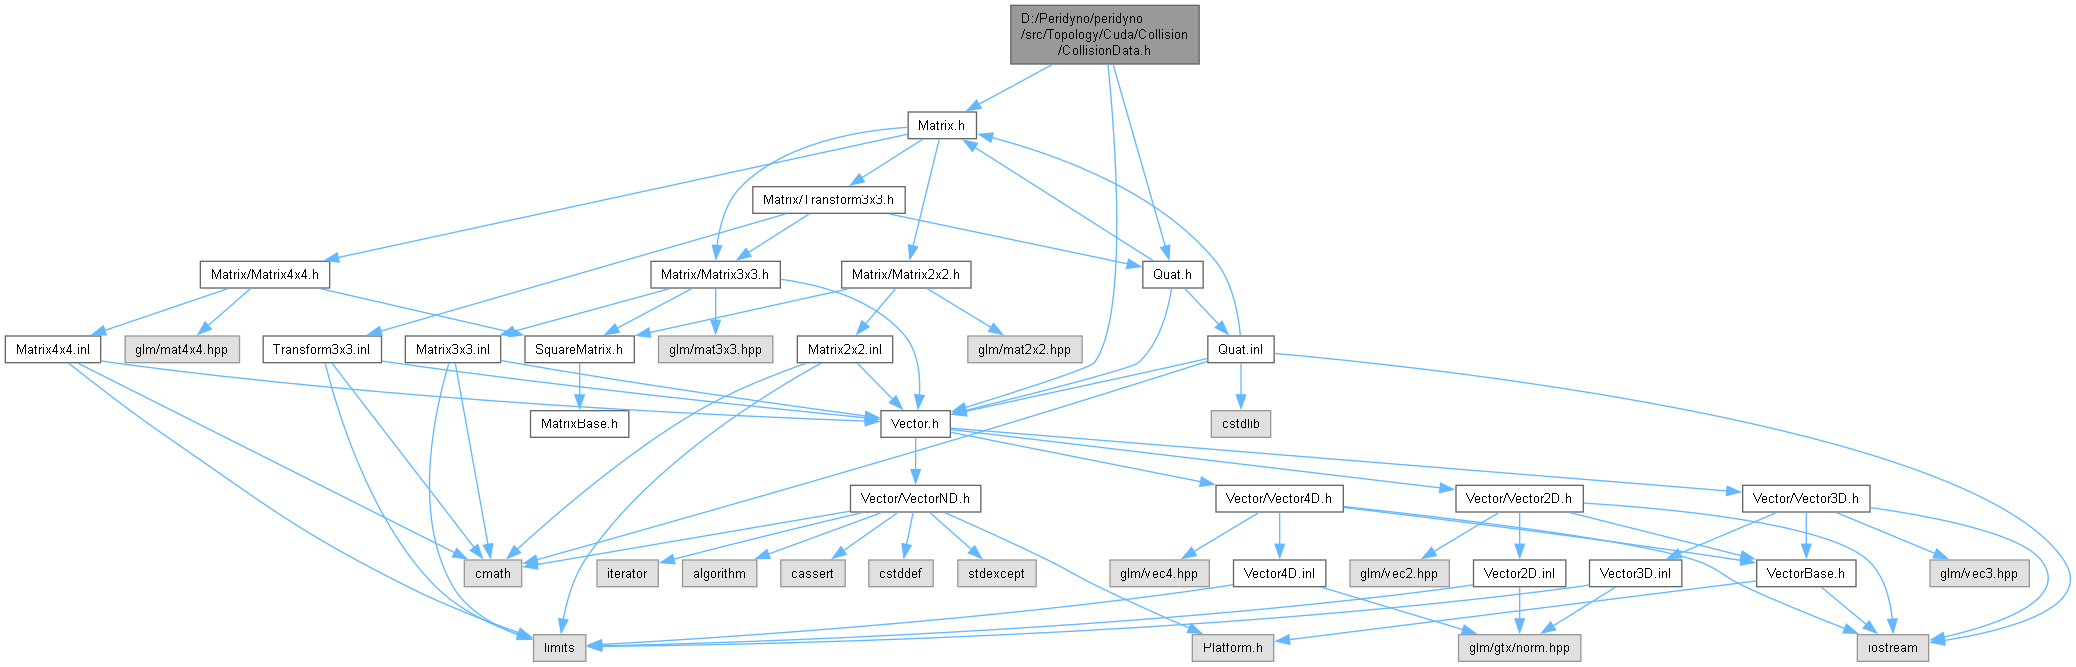 D:/Peridyno/peridyno
/src/Topology/Cuda/Collision
/CollisionData.h
Matrix.h
Matrix/Transform3x3.h
Matrix/Matrix4x4.h
Matrix/Matrix3x3.h
Matrix/Matrix2x2.h
Quat.h
Matrix4x4.inl
glm/mat4x4.hpp
Transform3x3.inl
Matrix3x3.inl
SquareMatrix.h
glm/mat3x3.hpp
Matrix2x2.inl
glm/mat2x2.hpp
Quat.inl
MatrixBase.h
Vector.h
cstdlib
Vector/VectorND.h
Vector/Vector4D.h
Vector/Vector2D.h
Vector/Vector3D.h
cmath
iterator
algorithm
cassert
cstddef
stdexcept
glm/vec4.hpp
Vector4D.inl
glm/vec2.hpp
Vector2D.inl
Vector3D.inl
VectorBase.h
glm/vec3.hpp
limits
Platform.h
glm/gtx/norm.hpp
iostream